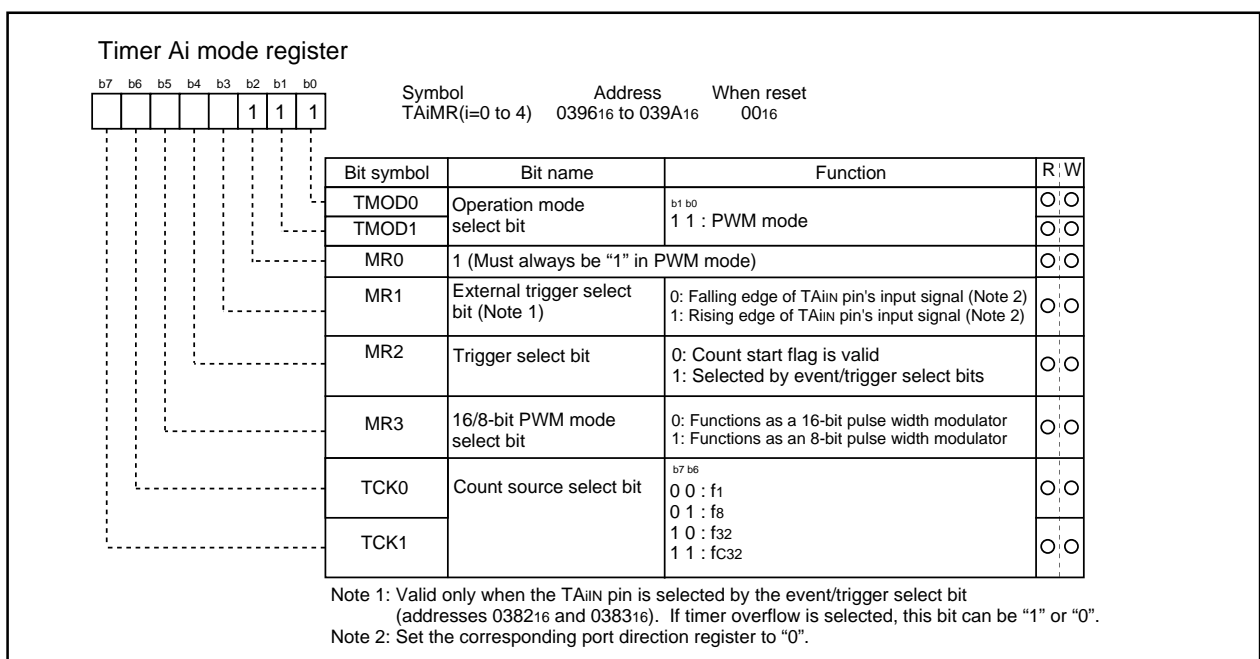 Timer Ai mode register
b7 b6 b5 b4 b3 b2 b1 b0
1 1 1
Symbol Address When reset
TAiMR(i=0 to 4) 039616 to 039A16 0016
Bit symbol Bit name Function R W
TMOD0 Operation mode select bit b1 b0
TMOD1 1 1 : PWM mode
MR0 1 (Must always be “1” in PWM mode)
MR1 External trigger select bit (Note 1) 0: Falling edge of TAiIN pin's input signal (Note 2)
1: Rising edge of TAiIN pin's input signal (Note 2)
MR2 Trigger select bit 0: Count start flag is valid
1: Selected by event/trigger select bits
MR3 16/8-bit PWM mode select bit 0: Functions as a 16-bit pulse width modulator
1: Functions as an 8-bit pulse width modulator
b7 b6
TCK0 Count source select bit 0 0 : f1
0 1 : f8
1 0 : f32
TCK1 1 1 : fC32
Note 1: Valid only when the TAiIN pin is selected by the event/trigger select bit
(addresses 038216 and 038316). If timer overflow is selected, this bit can be “1” or “0”.
Note 2: Set the corresponding port direction register to “0”.